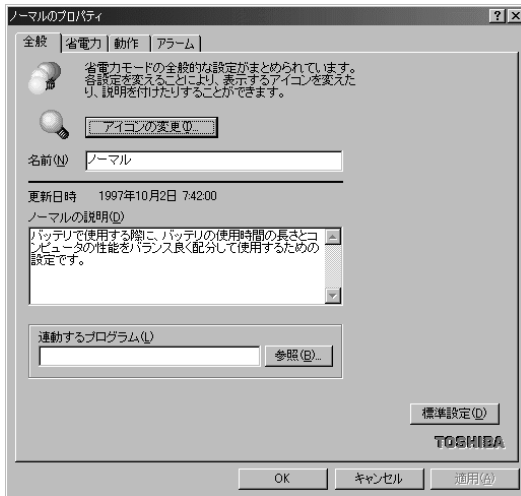 ノーマルのプロパティ
全般 省電力 動作 アラーム
省電力モードの全般的な設定がまとめられています。
各設定を変えることにより、表示するアイコンを変えた
り、説明を付けたりすることができます。
アイコンの変更(I)...
名前(N) ノーマル
更新日時 1997年10月2日 7:42:00
ノーマルの説明(D)
バッテリで使用する際に、バッテリの使用時間の長さとコ
ンピュータの性能をバランス良く配分して使用するための
設定です。
連動するプログラム(L)
参照(B)...
標準設定(D)
TOSHIBA
OK キャンセル 適用(A)